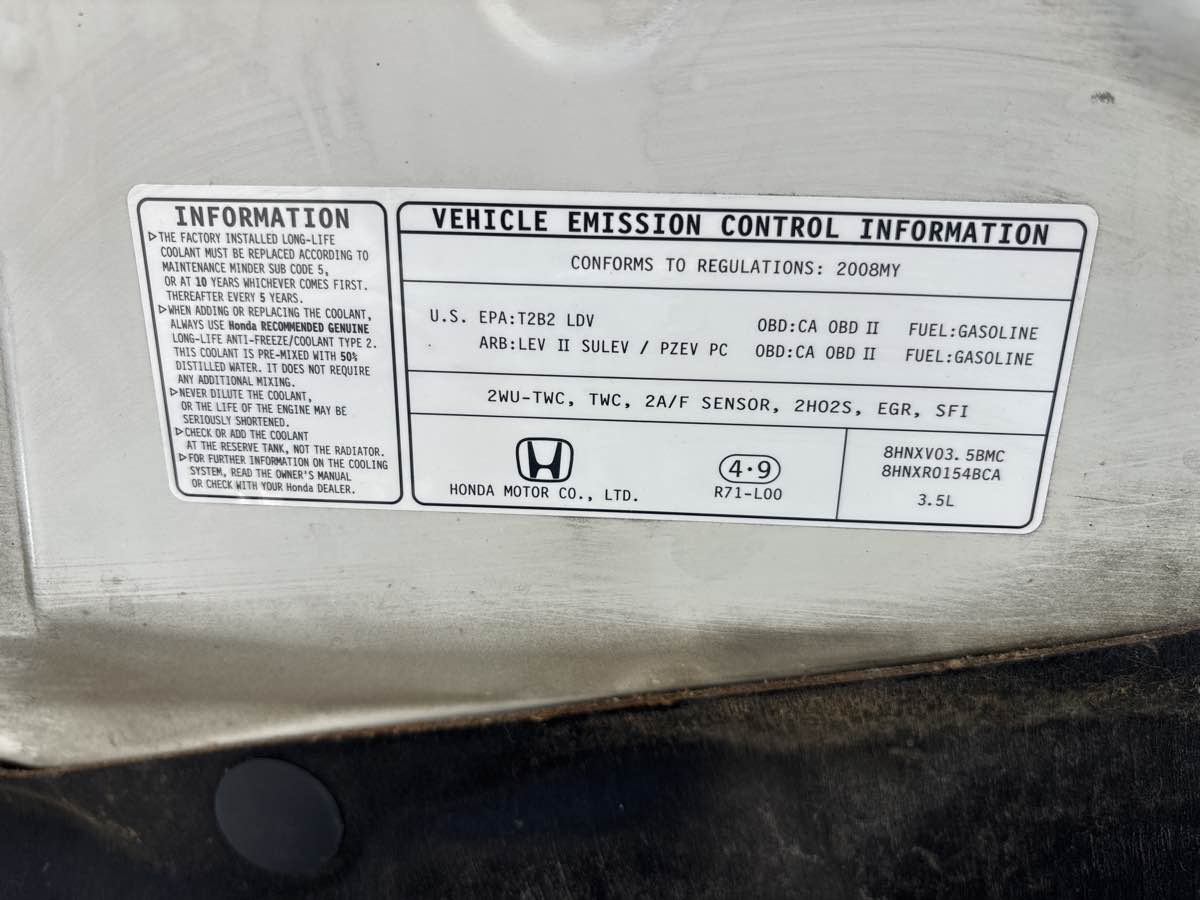 INFORMATION
▷THE FACTORY INSTALLED LONG-LIFE
COOLANT MUST BE REPLACED ACCORDING TO
MAINTENANCE MINDER SUB CODE 5,
OR AT 10 YEARS WHICHEVER COMES FIRST.
THEREAFTER EVERY 5 YEARS.
▷WHEN ADDING OR REPLACING THE COOLANT,
ALWAYS USE Honda RECOMMENDED GENUINE
LONG-LIFE ANTI-FREEZE/COOLANT TYPE 2.
THIS COOLANT IS PRE-MIXED WITH 50%
DISTILLED WATER. IT DOES NOT REQUIRE
ANY ADDITIONAL MIXING.
▷NEVER DILUTE THE COOLANT,
OR THE LIFE OF THE ENGINE MAY BE
SERIOUSLY SHORTENED.
▷CHECK OR ADD THE COOLANT
AT THE RESERVE TANK, NOT THE RADIATOR.
▷FOR FURTHER INFORMATION ON THE COOLING
SYSTEM, READ THE OWNER'S MANUAL
OR CHECK WITH YOUR Honda DEALER.
VEHICLE EMISSION CONTROL INFORMATION
CONFORMS TO REGULATIONS: 2008MY
U.S. EPA:T2B2 LDV OBD:CA OBD II FUEL:GASOLINE
ARB:LEV II SULEV / PZEV PC OBD:CA OBD II FUEL:GASOLINE
2WU-TWC, TWC, 2A/F SENSOR, 2HO2S, EGR, SFI
HONDA MOTOR CO., LTD.
4·9
R71-L00
8HNXV03.5BMC
8HNXR0154BCA
3.5L